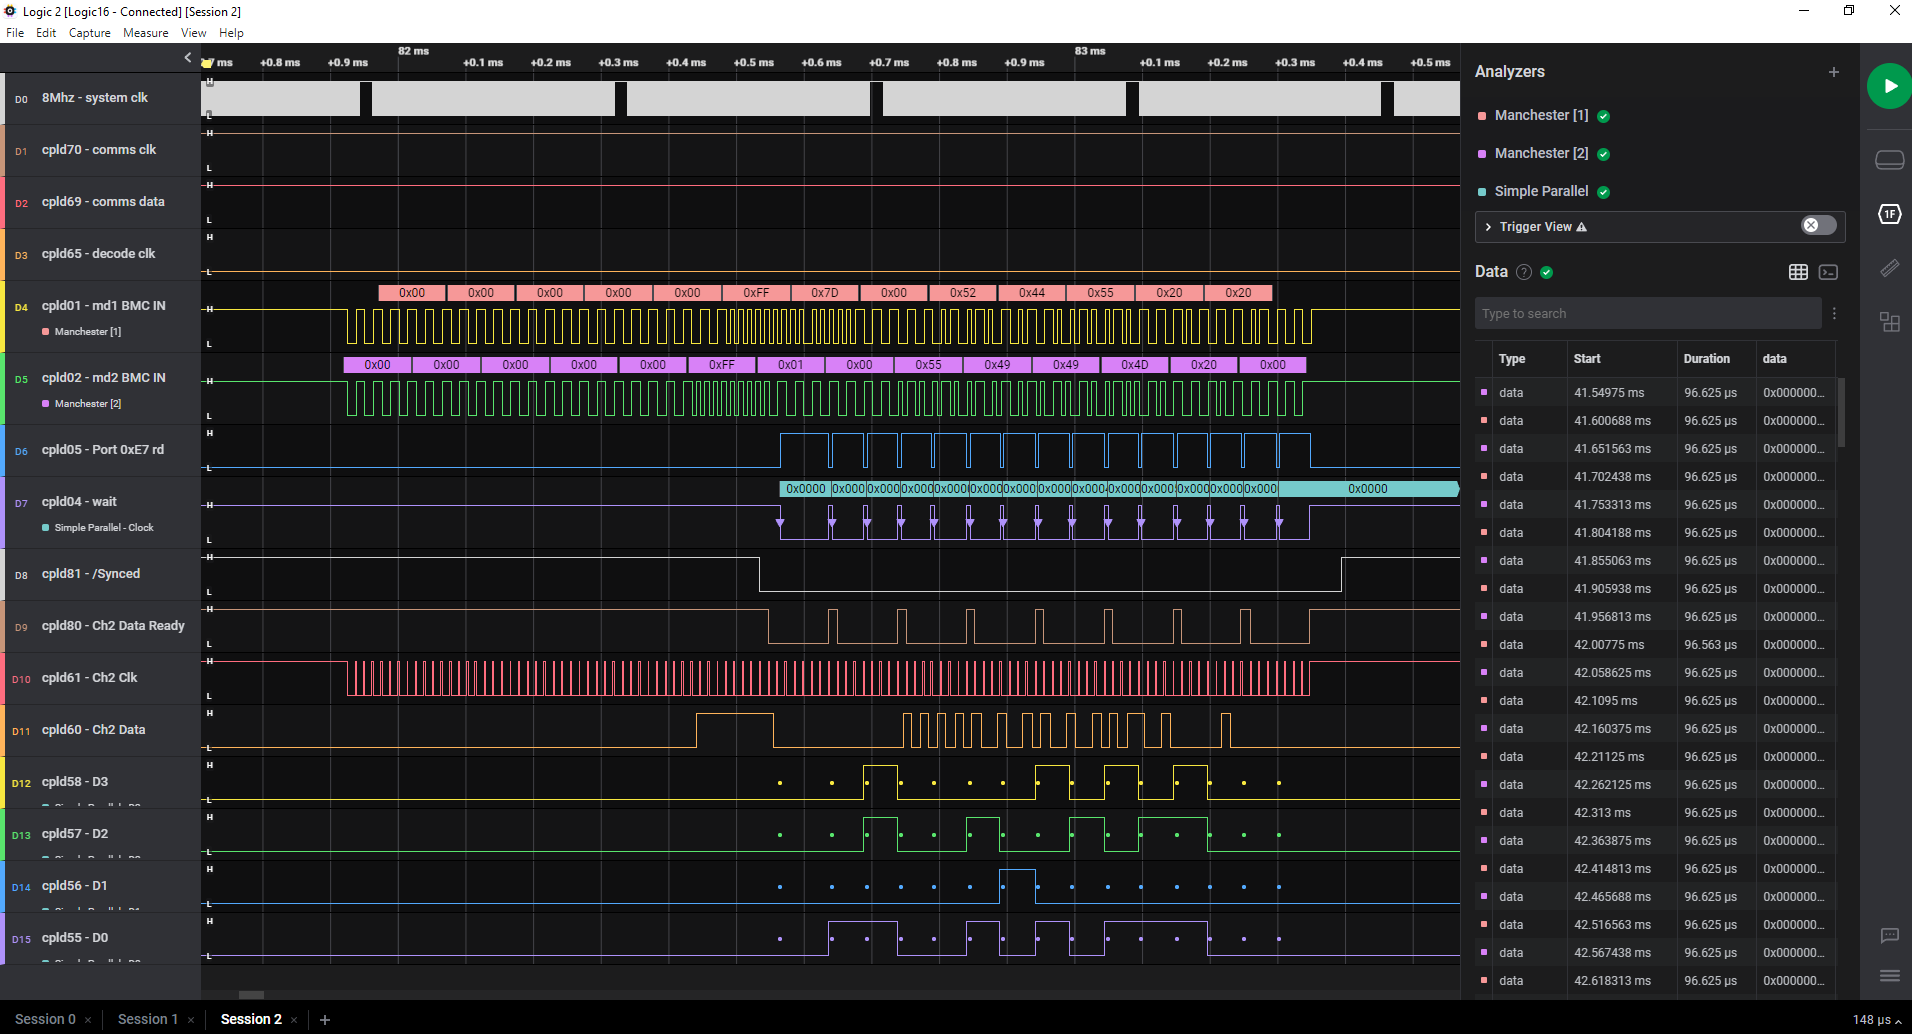 Logic 2 [Logic16 - Connected] [Session 2]
File Edit Capture Measure View Help
82 ms 83 ms
ms +0.8 ms +0.9 ms +0.1 ms +0.2 ms +0.3 ms +0.4 ms +0.5 ms +0.6 ms +0.7 ms +0.8 ms +0.9 ms +0.1 ms +0.2 ms +0.3 ms +0.4 ms +0.5 ms
D0 8Mhz - system clk H L
D1 cpld70 - comms clk H L
D2 cpld69 - comms data H L
D3 cpld65 - decode clk H L
0x00 0x00 0x00 0x00 0x00 0xFF 0x7D 0x00 0x52 0x44 0x55 0x20 0x20
D4 cpld01 - md1 BMC IN H L
Manchester [1]
0x00 0x00 0x00 0x00 0x00 0xFF 0x01 0x00 0x55 0x49 0x49 0x4D 0x20 0x00
D5 cpld02 - md2 BMC IN H L
Manchester [2]
D6 cpld05 - Port 0xE7 rd H L
0x0000 0x0000
D7 cpld04 - wait H L
Simple Parallel - Clock
D8 cpld81 - /Synced H L
D9 cpld80 - Ch2 Data Ready H L
D10 cpld61 - Ch2 Clk H L
D11 cpld60 - Ch2 Data H L
D12 cpld58 - D3 H L
D13 cpld57 - D2 H L
D14 cpld56 - D1 H L
D15 cpld55 - D0 H L
Analyzers
Manchester [1]
Manchester [2]
Simple Parallel
Trigger View
Data
Type to search
Type Start Duration data
data 41.54975 ms 96.625 µs 0x000000...
data 41.600688 ms 96.625 µs 0x000000...
data 41.651563 ms 96.625 µs 0x000000...
data 41.702438 ms 96.625 µs 0x000000...
data 41.753313 ms 96.625 µs 0x000000...
data 41.804188 ms 96.625 µs 0x000000...
data 41.855063 ms 96.625 µs 0x000000...
data 41.905938 ms 96.625 µs 0x000000...
data 41.956813 ms 96.625 µs 0x000000...
data 42.00775 ms 96.563 µs 0x000000...
data 42.058625 ms 96.625 µs 0x000000...
data 42.1095 ms 96.625 µs 0x000000...
data 42.160375 ms 96.625 µs 0x000000...
data 42.21125 ms 96.625 µs 0x000000...
data 42.262125 ms 96.625 µs 0x000000...
data 42.313 ms 96.625 µs 0x000000...
data 42.363875 ms 96.625 µs 0x000000...
data 42.414813 ms 96.625 µs 0x000000...
data 42.465688 ms 96.625 µs 0x000000...
data 42.516563 ms 96.625 µs 0x000000...
data 42.567438 ms 96.625 µs 0x000000...
data 42.618313 ms 96.625 µs 0x000000...
1F
Session 0 Session 1 Session 2
148 µs